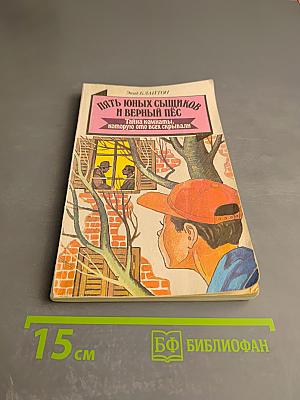 Энид БЛАЙТОН
ПЯТЬ ЮНЫХ СЫЩИКОВ
И ВЕРНЫЙ ПЁС
Тайна комнаты,
которую ото всех скрывали
15 см
БФ БИБЛИОФАН